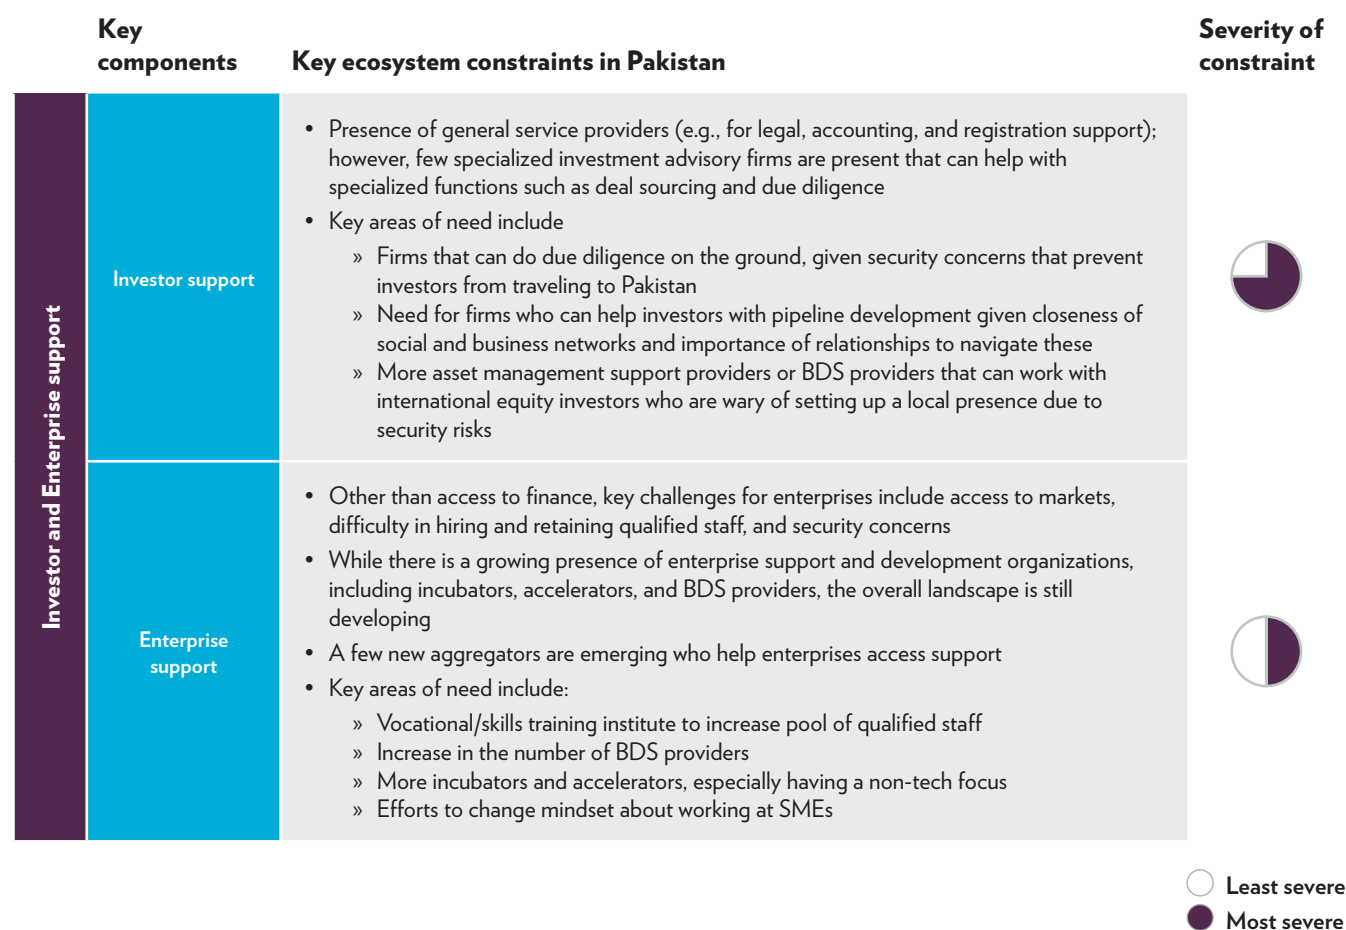 Key
components
Key ecosystem constraints in Pakistan
Severity of
constraint
Investor and Enterprise support
Investor support
• Presence of general service providers (e.g., for legal, accounting, and registration support);
however, few specialized investment advisory firms are present that can help with
specialized functions such as deal sourcing and due diligence
• Key areas of need include
» Firms that can do due diligence on the ground, given security concerns that prevent
investors from traveling to Pakistan
» Need for firms who can help investors with pipeline development given closeness of
social and business networks and importance of relationships to navigate these
» More asset management support providers or BDS providers that can work with
international equity investors who are wary of setting up a local presence due to
security risks
Enterprise
support
• Other than access to finance, key challenges for enterprises include access to markets,
difficulty in hiring and retaining qualified staff, and security concerns
• While there is a growing presence of enterprise support and development organizations,
including incubators, accelerators, and BDS providers, the overall landscape is still
developing
• A few new aggregators are emerging who help enterprises access support
• Key areas of need include:
» Vocational/skills training institute to increase pool of qualified staff
» Increase in the number of BDS providers
» More incubators and accelerators, especially having a non-tech focus
» Efforts to change mindset about working at SMEs
Least severe
Most severe